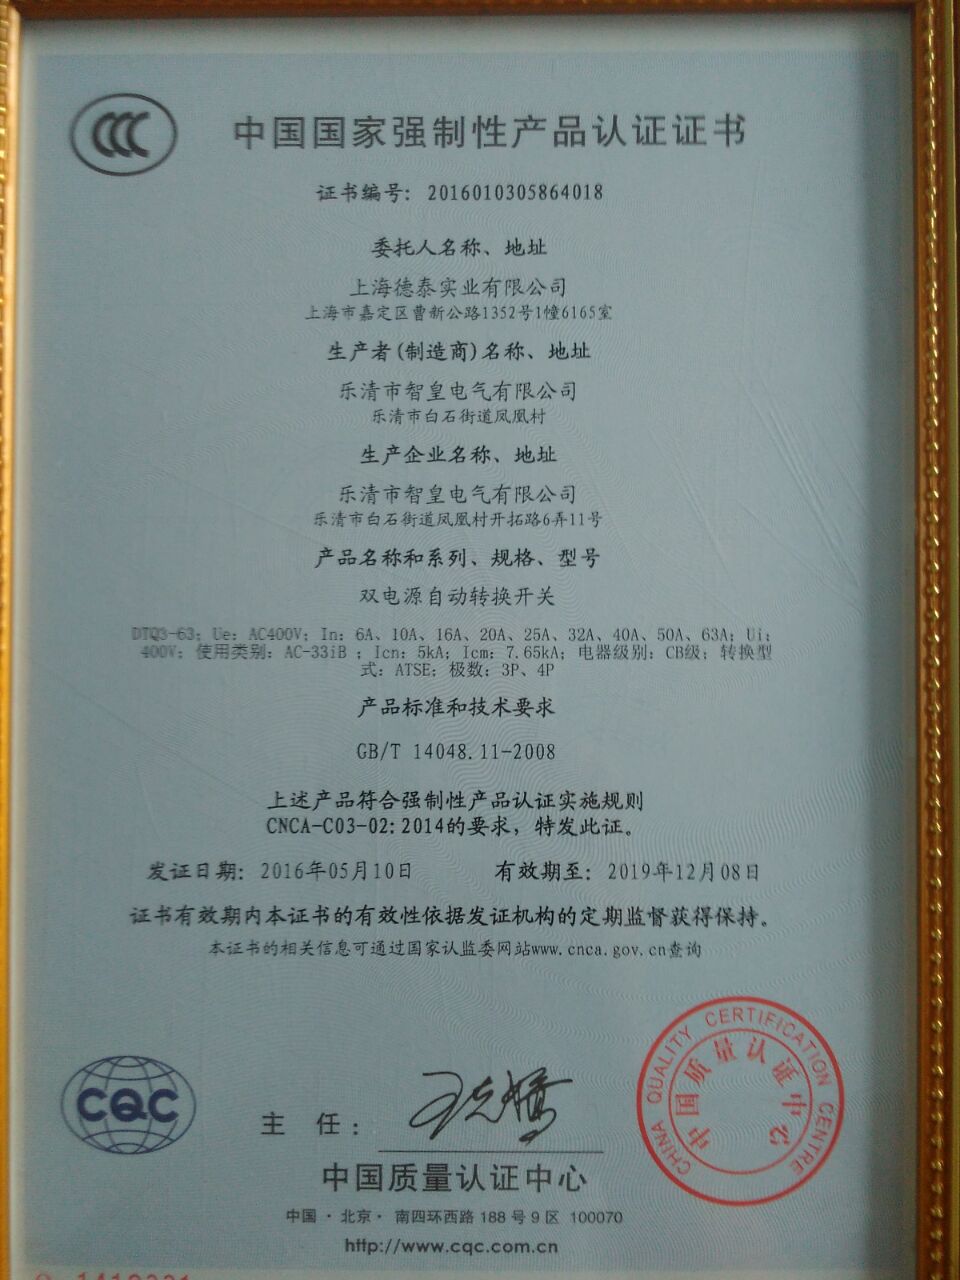 中国国家强制性产品认证证书
证书编号: 2016010305864018
委托人名称、地址
上海德泰实业有限公司
上海市嘉定区曹新公路1352号1幢6165室
生产者(制造商)名称、地址
乐清市智皇电气有限公司
乐清市白石街道凤凰村
生产企业名称、地址
乐清市智皇电气有限公司
乐清市白石街道凤凰村开拓路6弄11号
产品名称和系列、规格、型号
双电源自动转换开关
DTQ3-63; Ue: AC400V; In: 6A、10A、16A、20A、25A、32A、40A、50A、63A; Ui:
400V; 使用类别: AC-33iB ; Icn: 5kA; Icm: 7.65kA; 电器级别: CB级; 转换型
式: ATSE; 极数: 3P、4P
产品标准和技术要求
GB/T 14048.11-2008
上述产品符合强制性产品认证实施规则
CNCA-C03-02:2014的要求, 特发此证。
发证日期: 2016年05月10日 有效期至: 2019年12月08日
证书有效期内本证书的有效性依据发证机构的定期监督获得保持。
本证书的相关信息可通过国家认监委网站www.cnca.gov.cn查询
CQC
主 任:
CHINA QUALITY CERTIFICATION CENTRE
中国质量认证中心
中国质量认证中心
中国·北京·南四环西路 188 号 9 区 100070
http://www.cqc.com.cn